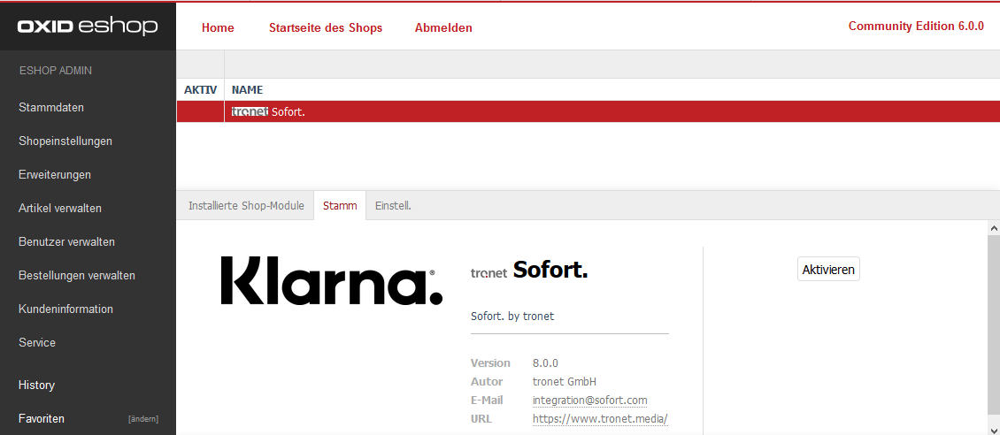 OXID eshop
Home Startseite des Shops Abmelden Community Edition 6.0.0
ESHOP ADMIN
Stammdaten
Shopeinstellungen
Erweiterungen
Artikel verwalten
Benutzer verwalten
Bestellungen verwalten
Kundeninformation
Service
History
Favoriten [ändern]
AKTIV NAME
tronet Sofort.
Installierte Shop-Module Stamm Einstell.
Klarna.®
tronet Sofort.
Aktivieren
Sofort. by tronet
Version 8.0.0
Autor tronet GmbH
E-Mail integration@sofort.com
URL https://www.tronet.media/